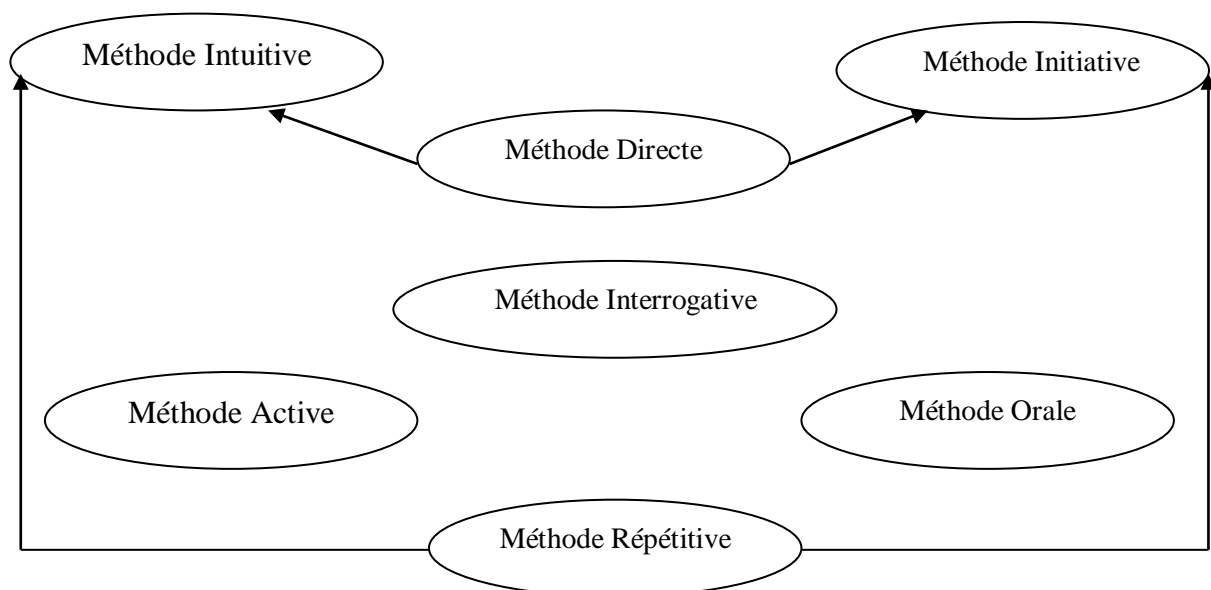 Méthode Intuitive
Méthode Initiative
Méthode Directe
Méthode Interrogative
Méthode Active
Méthode Orale
Méthode Répétitive